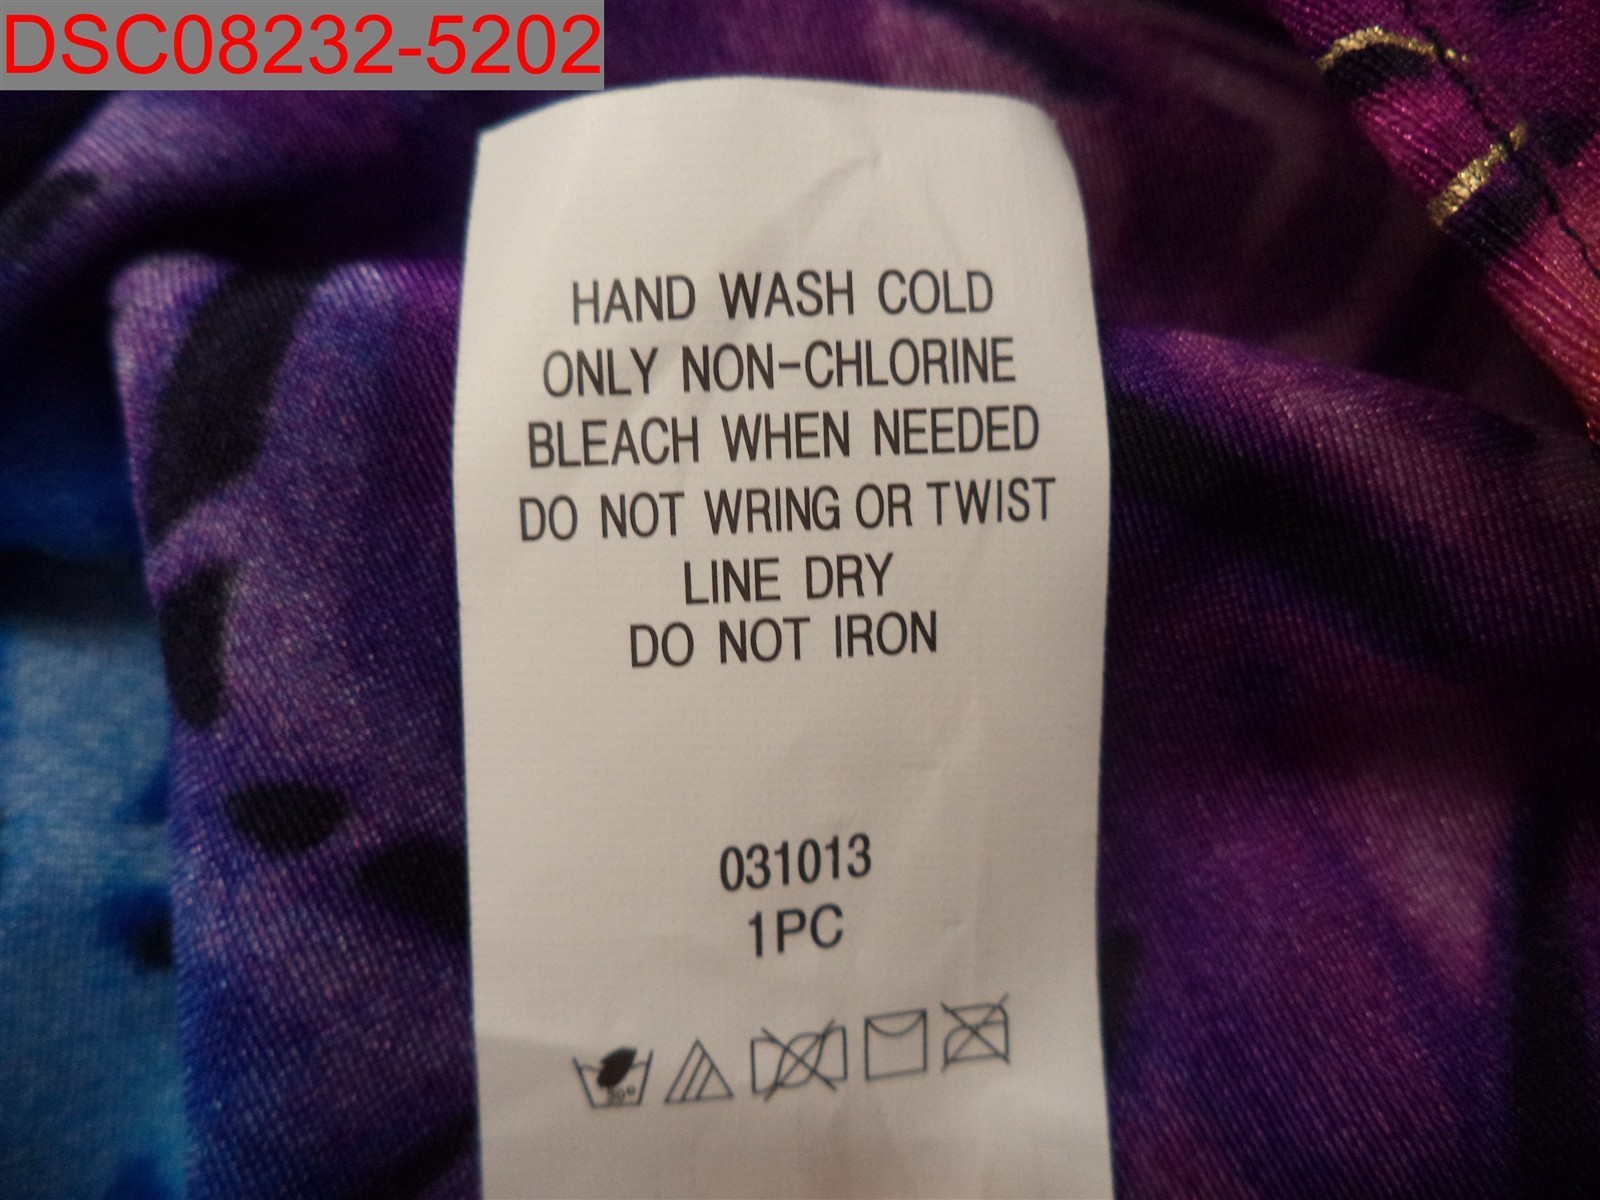 DSC08232-5202
HAND WASH COLD
ONLY NON-CHLORINE
BLEACH WHEN NEEDED
DO NOT WRING OR TWIST
LINE DRY
DO NOT IRON
031013
1PC
30°